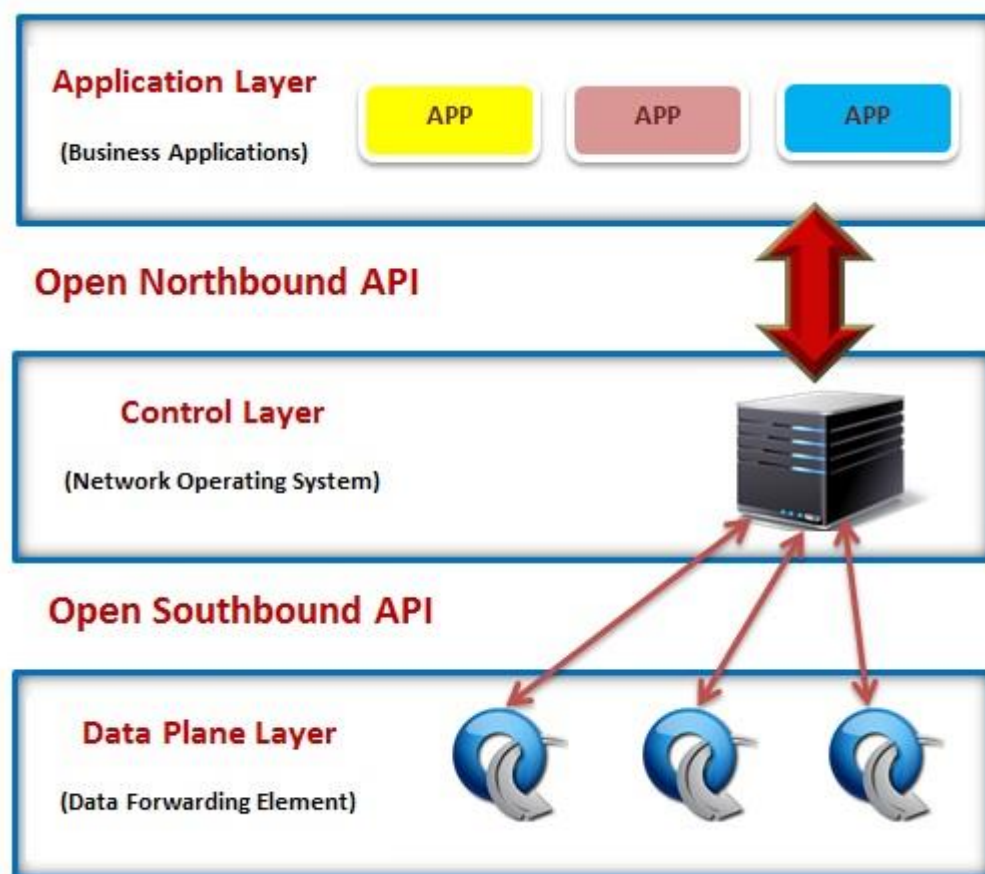 Application Layer
(Business Applications)
APP
APP
APP
Open Northbound API
Control Layer
(Network Operating System)
Open Southbound API
Data Plane Layer
(Data Forwarding Element)